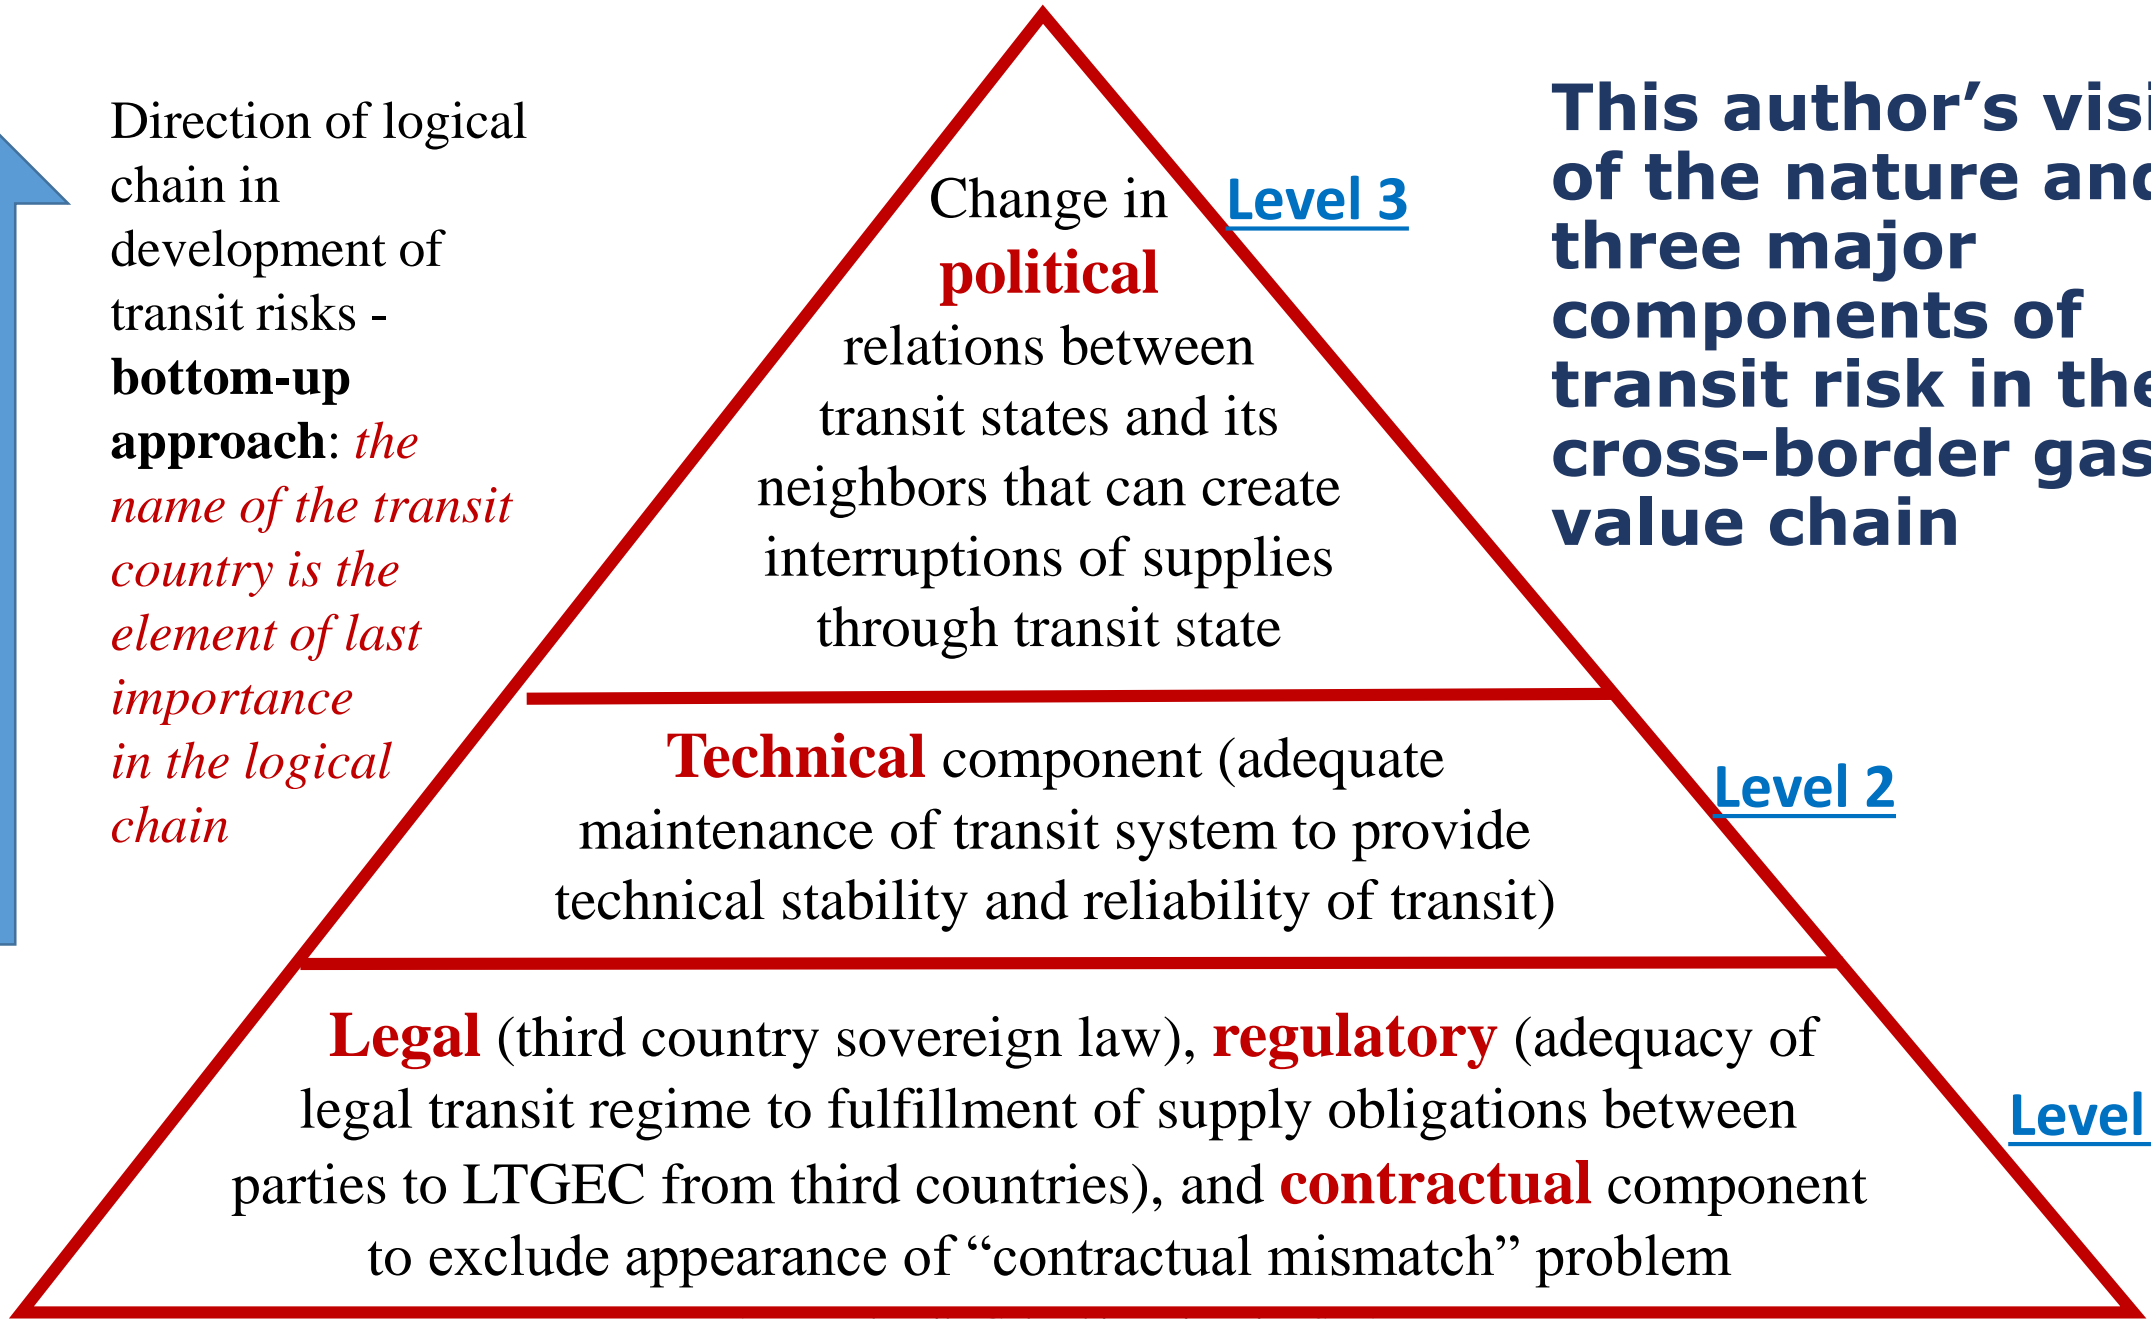 Direction of logical
chain in
development of
transit risks -
bottom-up
approach: the
name of the transit
country is the
element of last
importance
in the logical
chain
Change in
political
relations between
transit states and its
neighbors that can create
interruptions of supplies
through transit state
Level 3
This author’s
of the nature
three major
components of
transit risk in the
cross-border gas
value chain
Technical component (adequate
maintenance of transit system to provide
technical stability and reliability of transit)
Level 2
Legal (third country sovereign law), regulatory (adequacy of
legal transit regime to fulfillment of supply obligations between
parties to LTGEC from third countries), and contractual component
to exclude appearance of “contractual mismatch” problem
Level